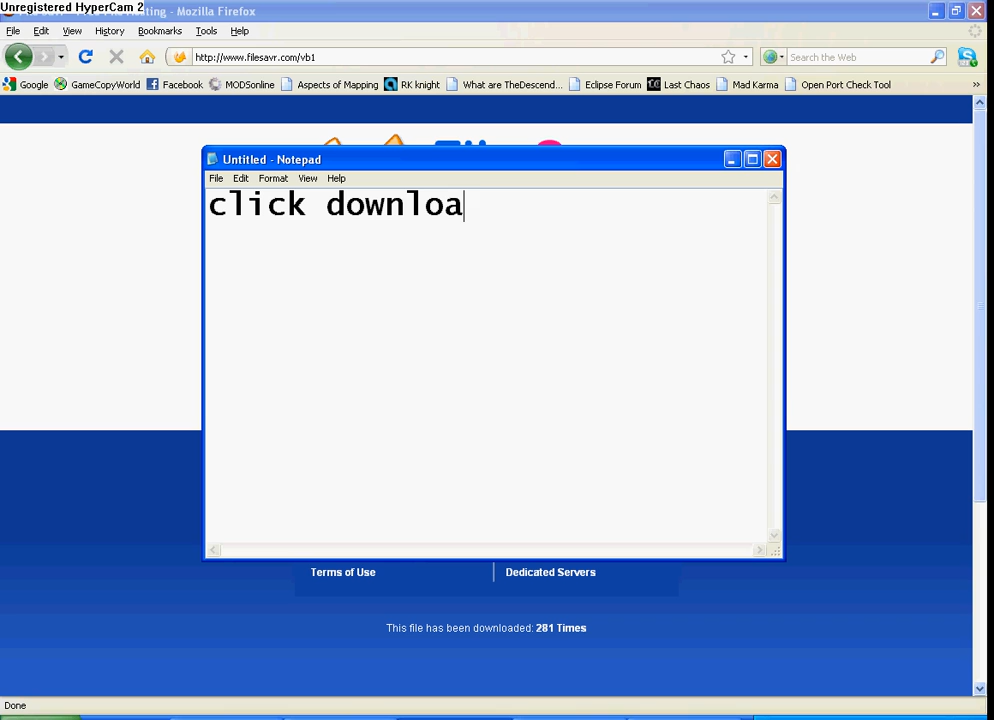 Unregistered HyperCam 2
- Mozilla Firefox
File Edit View History Bookmarks Tools Help
http://www.filesavr.com/vb1
Search the Web
Google GameCopyWorld Facebook MODSonline Aspects of Mapping RK knight What are TheDescend... Eclipse Forum Last Chaos Mad Karma Open Port Check Tool »
Untitled - Notepad
File Edit Format View Help
click downloa
Terms of Use Dedicated Servers
This file has been downloaded: 281 Times
Done